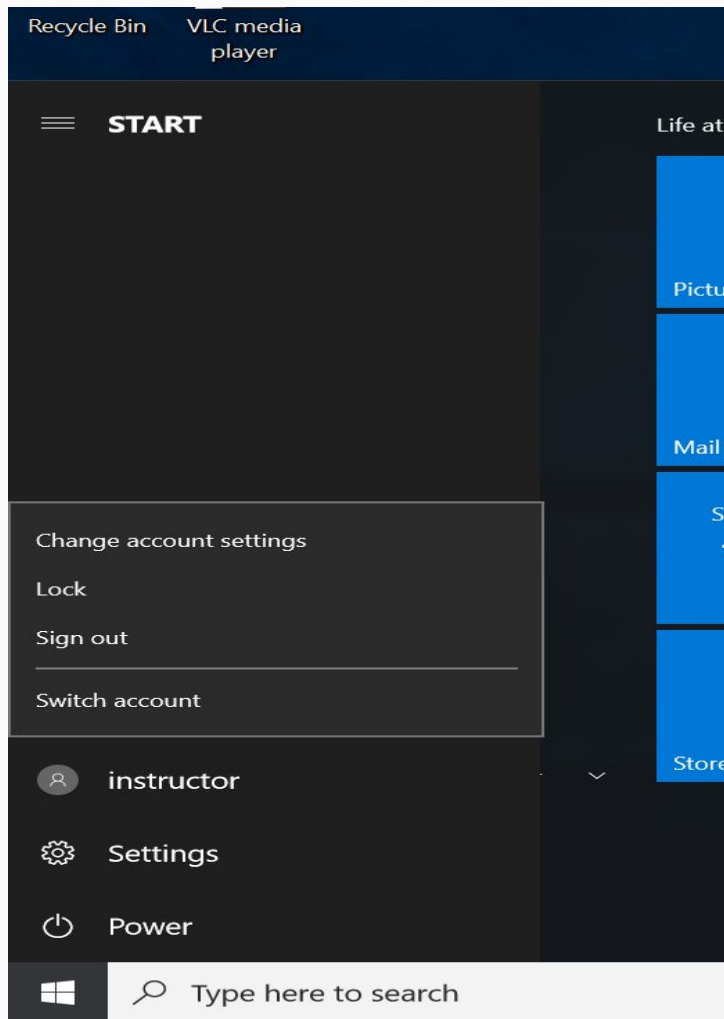 Recycle Bin
VLC media
player
START
Life at
Pictu
Mail
S
Store
Change account settings
Lock
Sign out
Switch account
instructor
Settings
Power
Type here to search